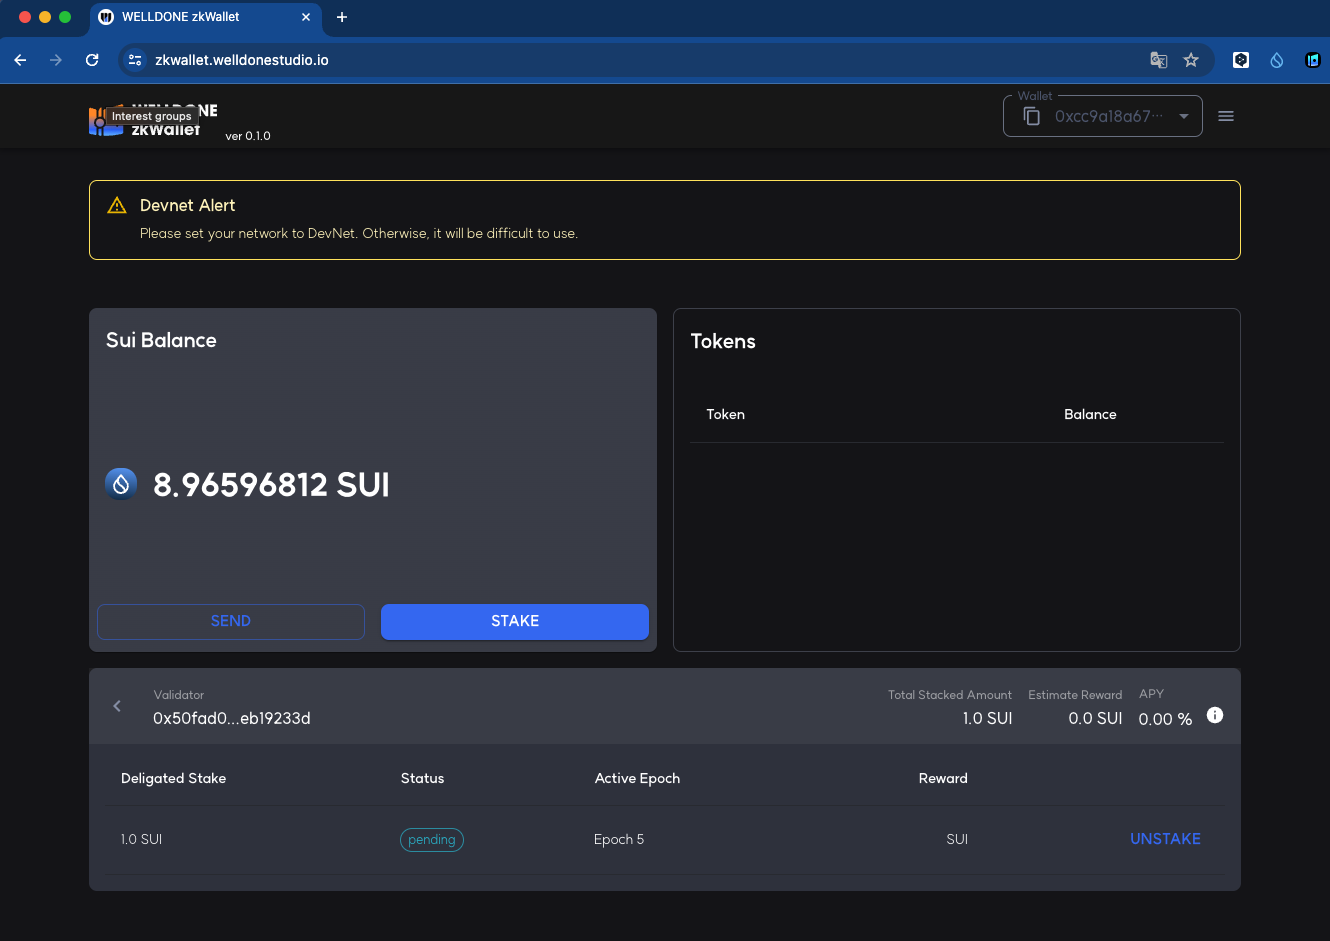 WELLDONE zkWallet
zkwallet.welldonestudio.io
WELLDONE
Interest groups
zkWallet
ver 0.1.0
Wallet
0xcc9a18a67···
Devnet Alert
Please set your network to DevNet. Otherwise, it will be difficult to use.
Sui Balance
8.96596812 SUI
SEND
STAKE
Tokens
Token Balance
Validator
0x50fad0...eb19233d
Total Stacked Amount Estimate Reward APY
1.0 SUI 0.0 SUI 0.00 %
Deligated Stake Status Active Epoch Reward
1.0 SUI pending Epoch 5 SUI UNSTAKE